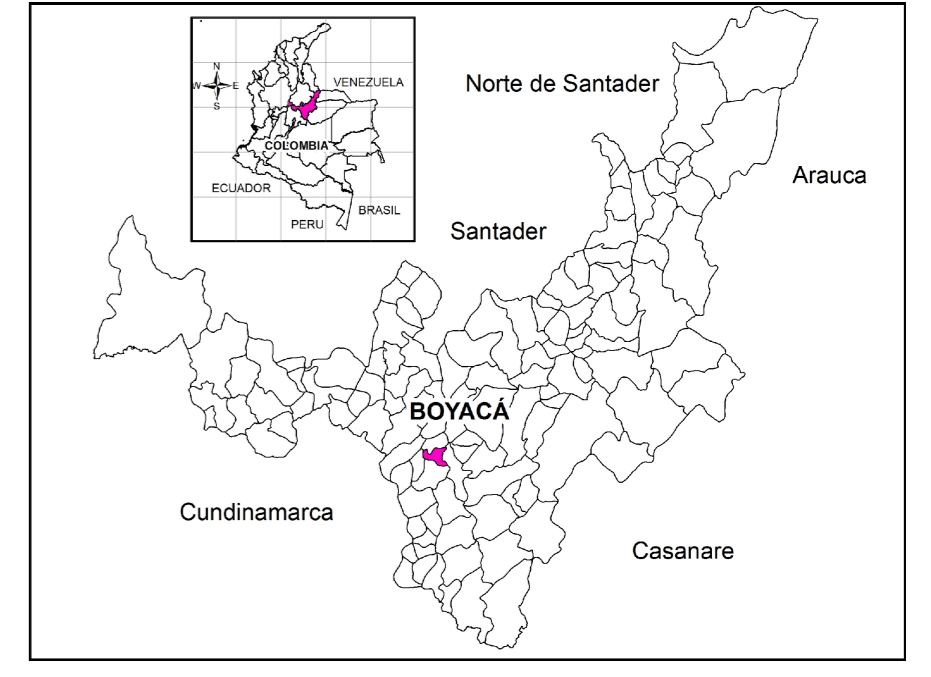 N
W E
S
VENEZUELA
COLOMBIA
ECUADOR
PERU
BRASIL
Norte de Santader
Arauca
Santader
BOYACÁ
Cundinamarca
Casanare